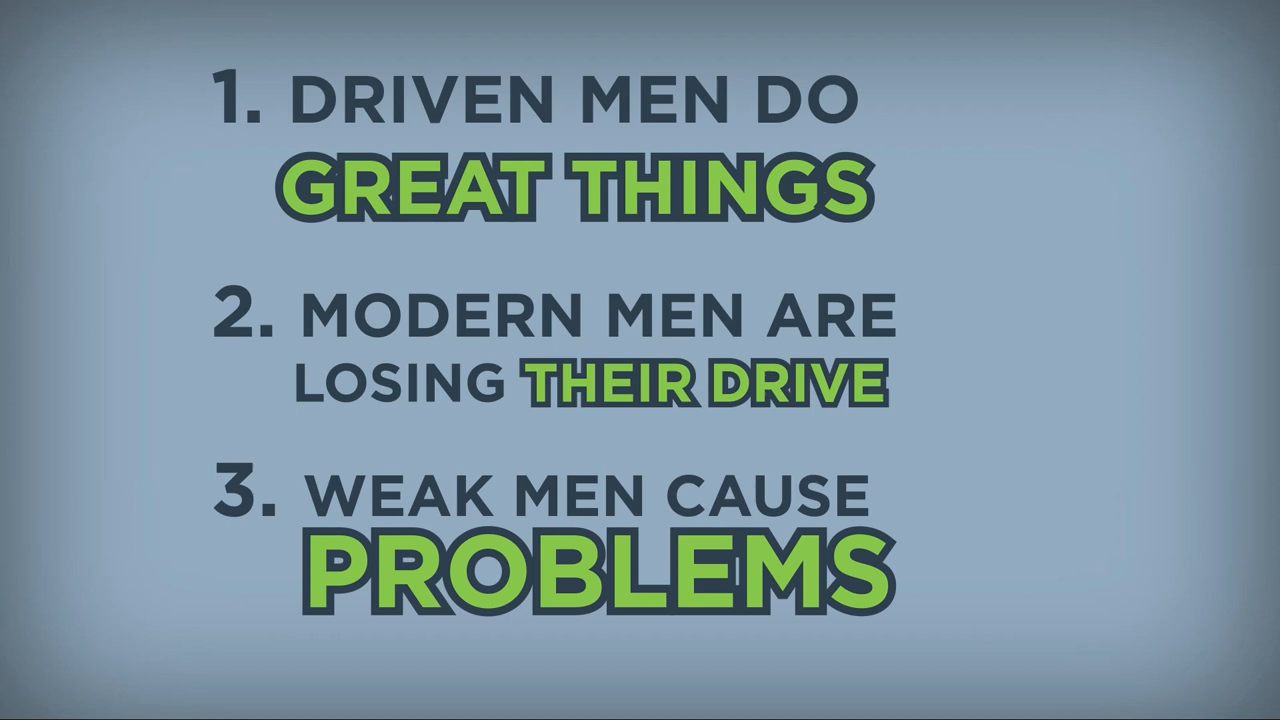 1. DRIVEN MEN DO
GREAT THINGS
2. MODERN MEN ARE
LOSING THEIR DRIVE
3. WEAK MEN CAUSE
PROBLEMS